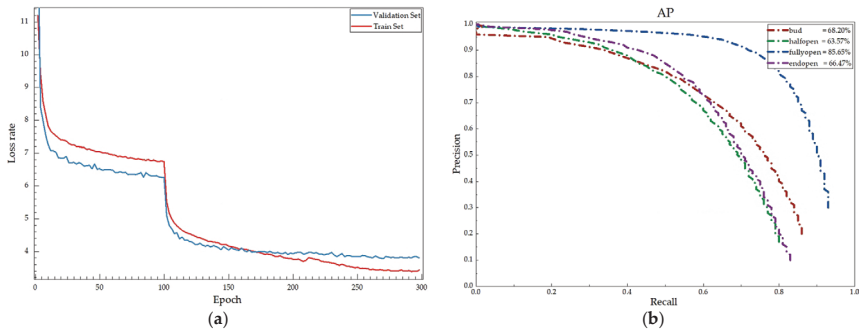 11
10
9
8
7
6
5
4
Loss rate
0
50
100
150
200
250
300
Epoch
Validation Set
Train Set
(a)
AP
1.0
0.9
0.8
0.7
0.6
0.5
0.4
0.3
0.2
0.1
0.0
Precision
0.0
0.2
0.4
0.6
0.8
1.0
Recall
bud = 68.20%
halfopen = 63.57%
fullyopen = 85.65%
endopen = 66.47%
(b)